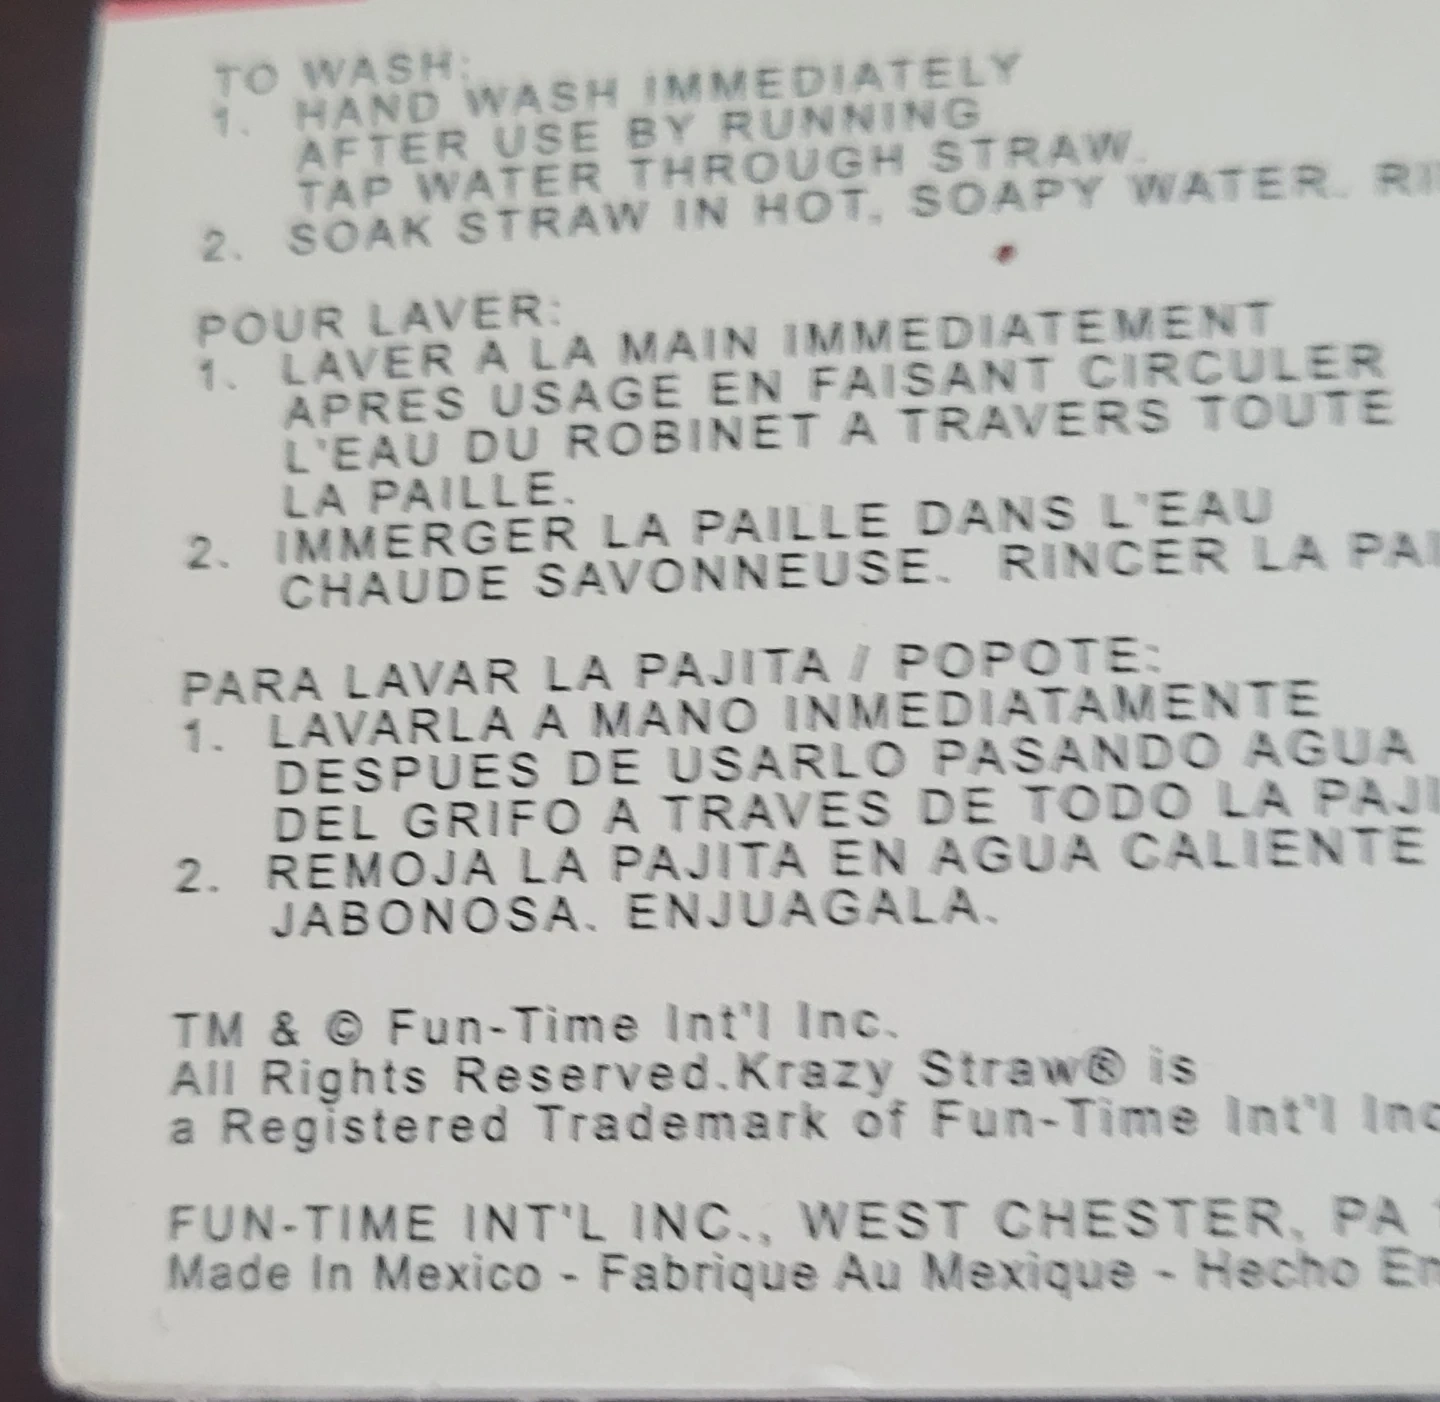 TO WASH:
1. HAND WASH IMMEDIATELY
AFTER USE BY RUNNING
TAP WATER THROUGH STRAW.
2. SOAK STRAW IN HOT, SOAPY WATER.
POUR LAVER:
1. LAVER A LA MAIN IMMEDIATEMENT
APRES USAGE EN FAISANT CIRCULER
L'EAU DU ROBINET A TRAVERS TOUTE
LA PAILLE.
2. IMMERGER LA PAILLE DANS L'EAU
CHAUDE SAVONNEUSE. RINCER LA
PARA LAVAR LA PAJITA / POPOTE:
1. LAVARLA A MANO INMEDIATAMENTE
DESPUES DE USARLO PASANDO AGUA
DEL GRIFO A TRAVES DE TODO LA
2. REMOJA LA PAJITA EN AGUA CALIENTE
JABONOSA. ENJUAGALA.
TM & © Fun-Time Int'l Inc.
All Rights Reserved.Krazy Straw® is
a Registered Trademark of Fun-Time Int'l Inc
FUN-TIME INT'L INC., WEST CHESTER, PA
Made In Mexico - Fabrique Au Mexique - Hecho En